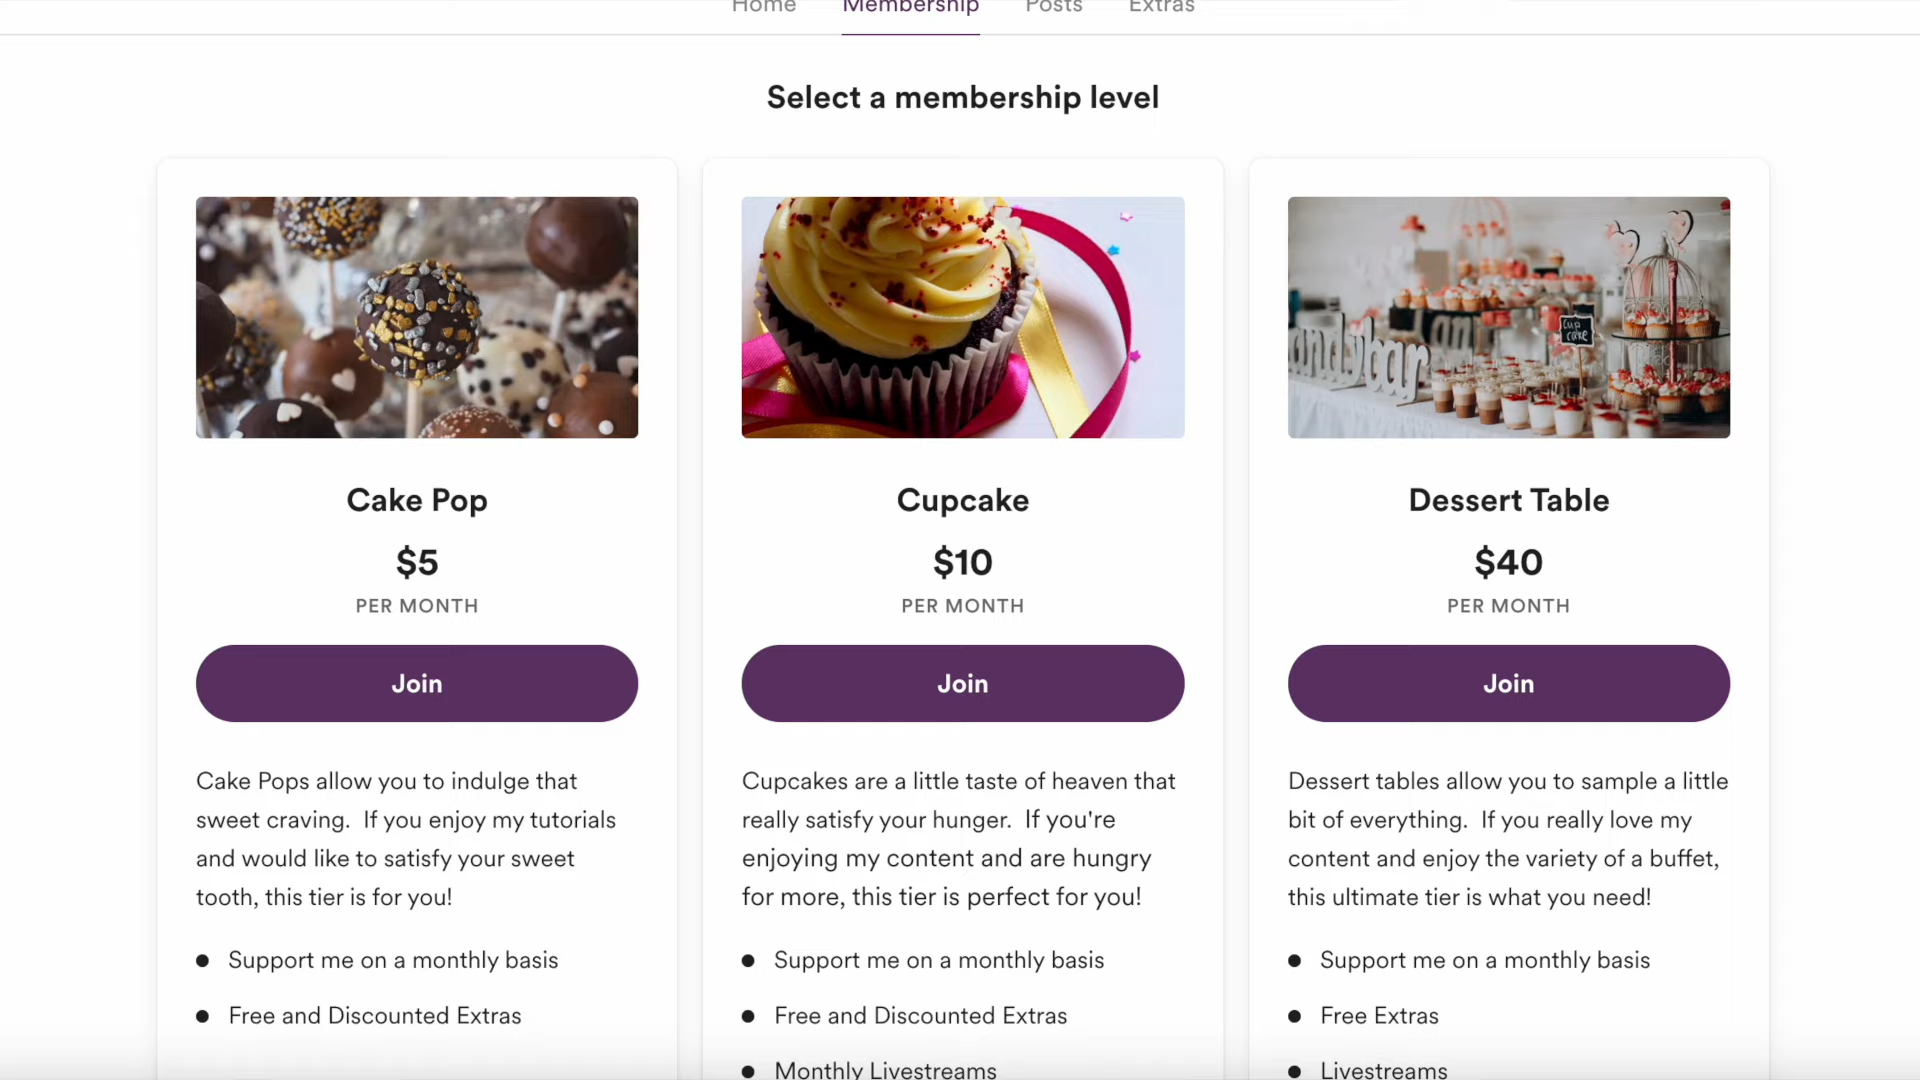 Home Membership Posts Extras
Select a membership level
andybar
Cup
cake
Cake Pop
$5
PER MONTH
Join
Cake Pops allow you to indulge that
sweet craving.  If you enjoy my tutorials
and would like to satisfy your sweet
tooth, this tier is for you!
Support me on a monthly basis
Free and Discounted Extras
Cupcake
$10
PER MONTH
Join
Cupcakes are a little taste of heaven that
really satisfy your hunger.  If you're
enjoying my content and are hungry
for more, this tier is perfect for you!
Support me on a monthly basis
Free and Discounted Extras
Monthly Livestreams
Dessert Table
$40
PER MONTH
Join
Dessert tables allow you to sample a little
bit of everything.  If you really love my
content and enjoy the variety of a buffet,
this ultimate tier is what you need!
Support me on a monthly basis
Free Extras
Livestreams